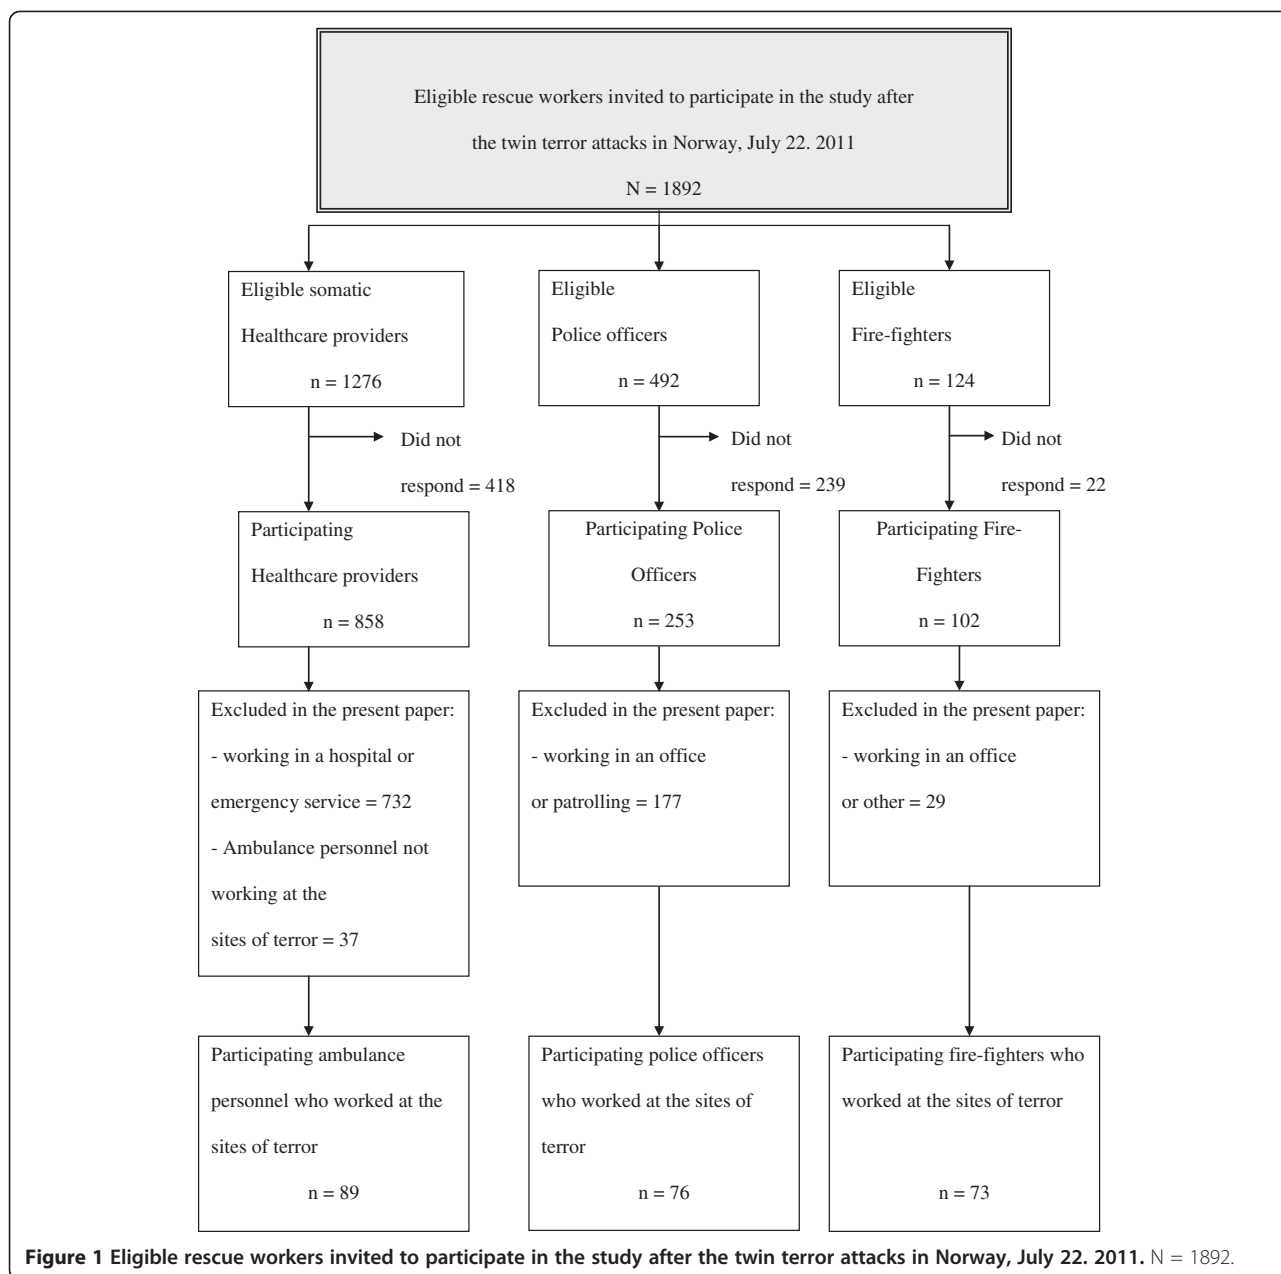 Eligible rescue workers invited to participate in the study after
the twin terror attacks in Norway, July 22. 2011
N = 1892
Eligible somatic
Healthcare providers
n = 1276
Eligible
Police officers
n = 492
Eligible
Fire-fighters
n = 124
Did not
respond = 418
Did not
respond = 239
Did not
respond = 22
Participating
Healthcare providers
n = 858
Participating Police
Officers
n = 253
Participating Fire-
Fighters
n = 102
Excluded in the present paper:
- working in a hospital or
emergency service = 732
- Ambulance personnel not
working at the
sites of terror = 37
Excluded in the present paper:
- working in an office
or patrolling = 177
Excluded in the present paper:
- working in an office
or other = 29
Participating ambulance
personnel who worked at the
sites of terror
n = 89
Participating police officers
who worked at the sites of
terror
n = 76
Participating fire-fighters who
worked at the sites of terror
n = 73
Figure 1 Eligible rescue workers invited to participate in the study after the twin terror attacks in Norway, July 22. 2011. N = 1892.